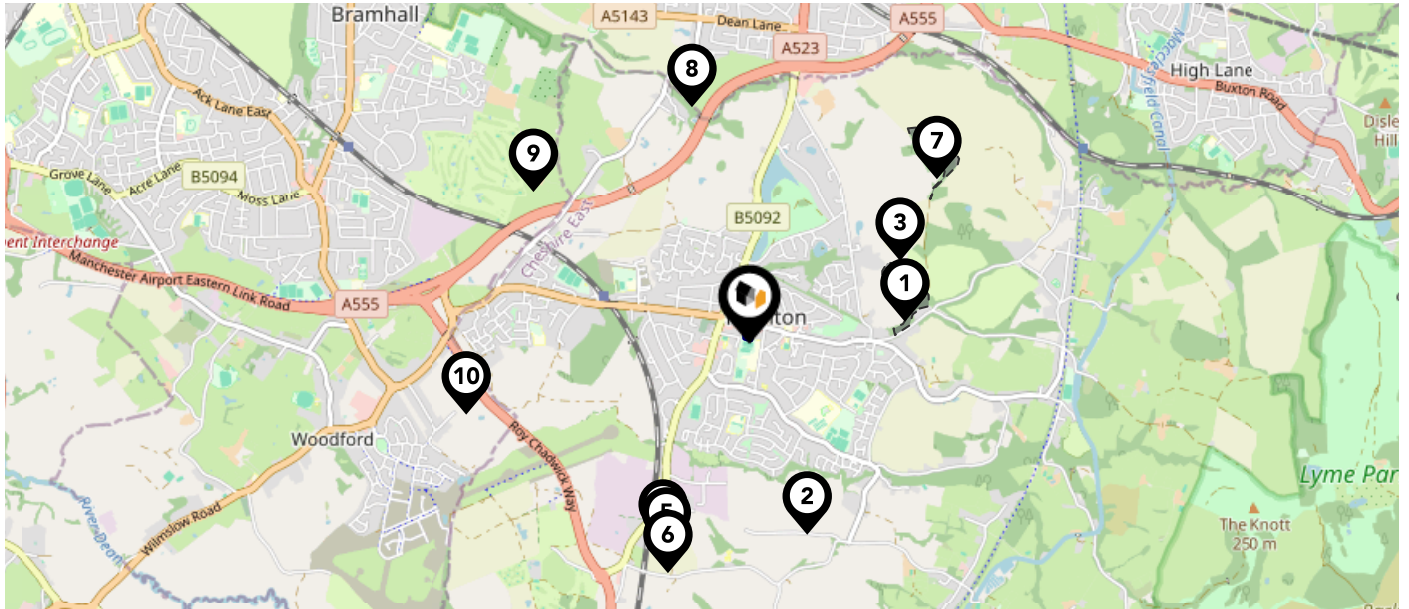 Bramhall
A5143
Dean Lane
A555
A523
8
High Lane
Buxton Road
Macclesfield Canal
Ack Lane East
Disle
Hill
7
9
Grove Lane
Acre Lane
B5094
Moss Lane
B5092
3
ent Interchange
Cheshire East
Manchester Airport Eastern Link Road
1
A555
nton
10
Roy Chadwick Way
Woodford
Lyme Par
2
5
6
River Dean
Wilmslow Road
The Knott
250 m